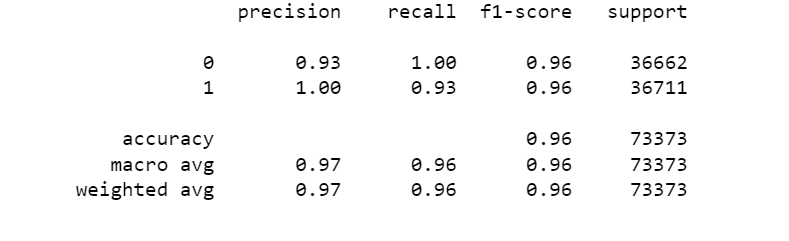 precision recall f1-score support
0 0.93 1.00 0.96 36662
1 1.00 0.93 0.96 36711
accuracy 0.96 73373
macro avg 0.97 0.96 0.96 73373
weighted avg 0.97 0.96 0.96 73373